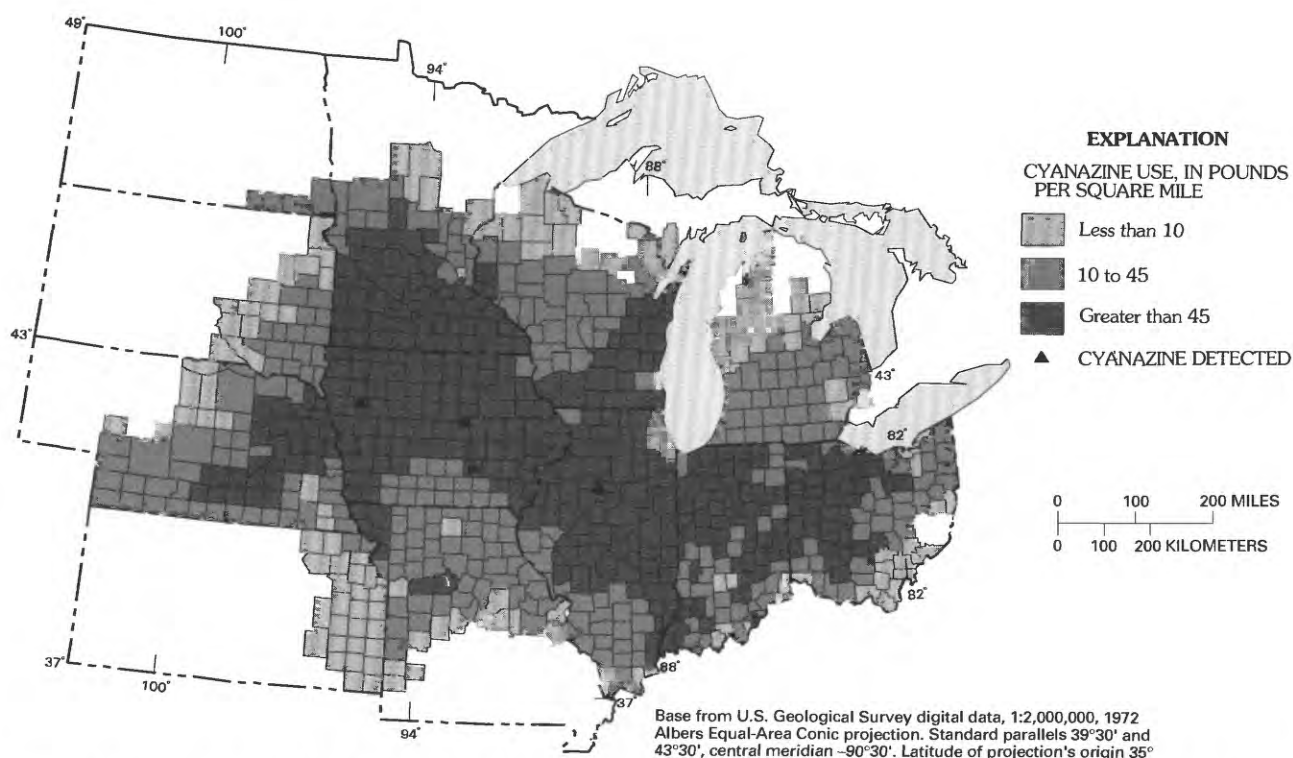 49°
100°
94°
88°
43°
43°
82°
82°
37°
100°
94°
88°
37°
EXPLANATION
CYANAZINE USE, IN POUNDS
PER SQUARE MILE
Less than 10
10 to 45
Greater than 45
CYANAZINE DETECTED
0 100 200 MILES
0 100 200 KILOMETERS
Base from U.S. Geological Survey digital data, 1:2,000,000, 1972
Albers Equal-Area Conic projection. Standard parallels 39°30' and
43°30', central meridian –90°30'. Latitude of projection's origin 35°